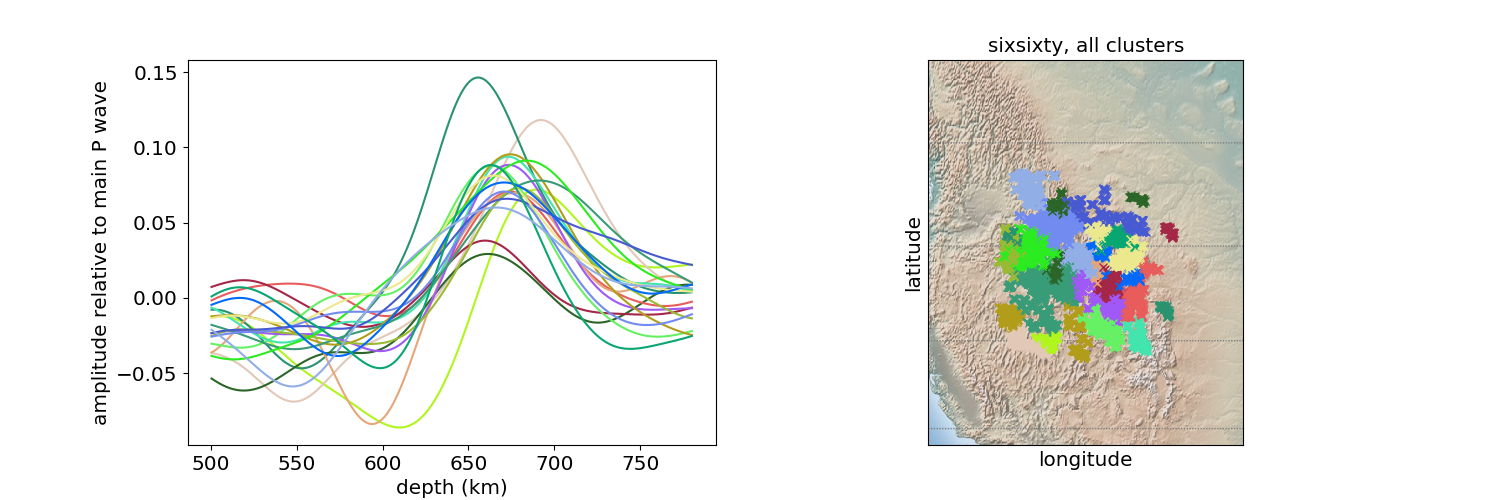 sixsixty, all clusters
0.15
0.10
0.05
0.00
−0.05
amplitude relative to main P wave
500 550 600 650 700 750
depth (km)
latitude
longitude